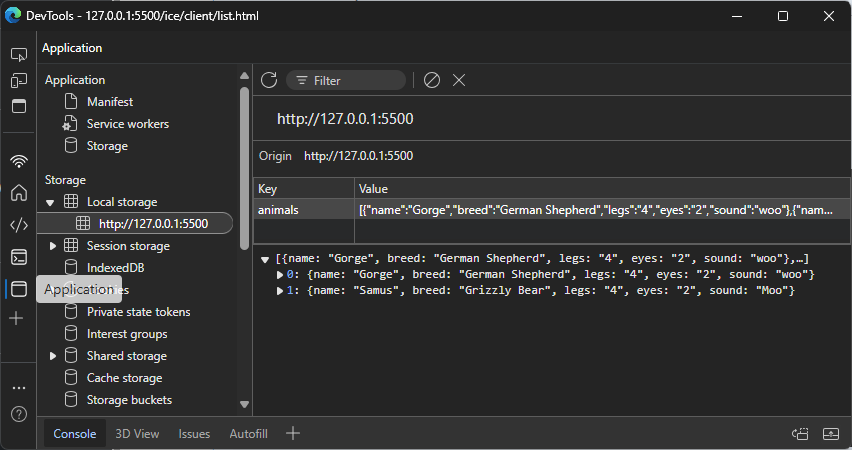 DevTools - 127.0.0.1:5500/ice/client/list.html
Application
Application
Manifest
Service workers
Storage
Storage
Local storage
http://127.0.0.1:5500
Session storage
IndexedDB
Application
Private state tokens
Interest groups
Shared storage
Cache storage
Storage buckets
Filter
http://127.0.0.1:5500
Origin http://127.0.0.1:5500
Key Value
animals [{"name":"Gorge","breed":"German Shepherd","legs":"4","eyes":"2","sound":"woo"},{"nam...
[{name: "Gorge", breed: "German Shepherd", legs: "4", eyes: "2", sound: "woo"},…]
0: {name: "Gorge", breed: "German Shepherd", legs: "4", eyes: "2", sound: "woo"}
1: {name: "Samus", breed: "Grizzly Bear", legs: "4", eyes: "2", sound: "Moo"}
Console 3D View Issues Autofill